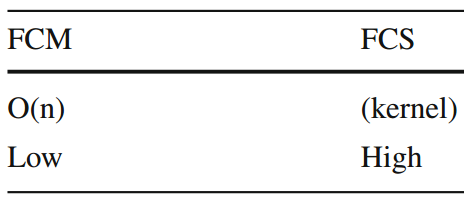 FCM FCS
O(n) (kernel)
Low High